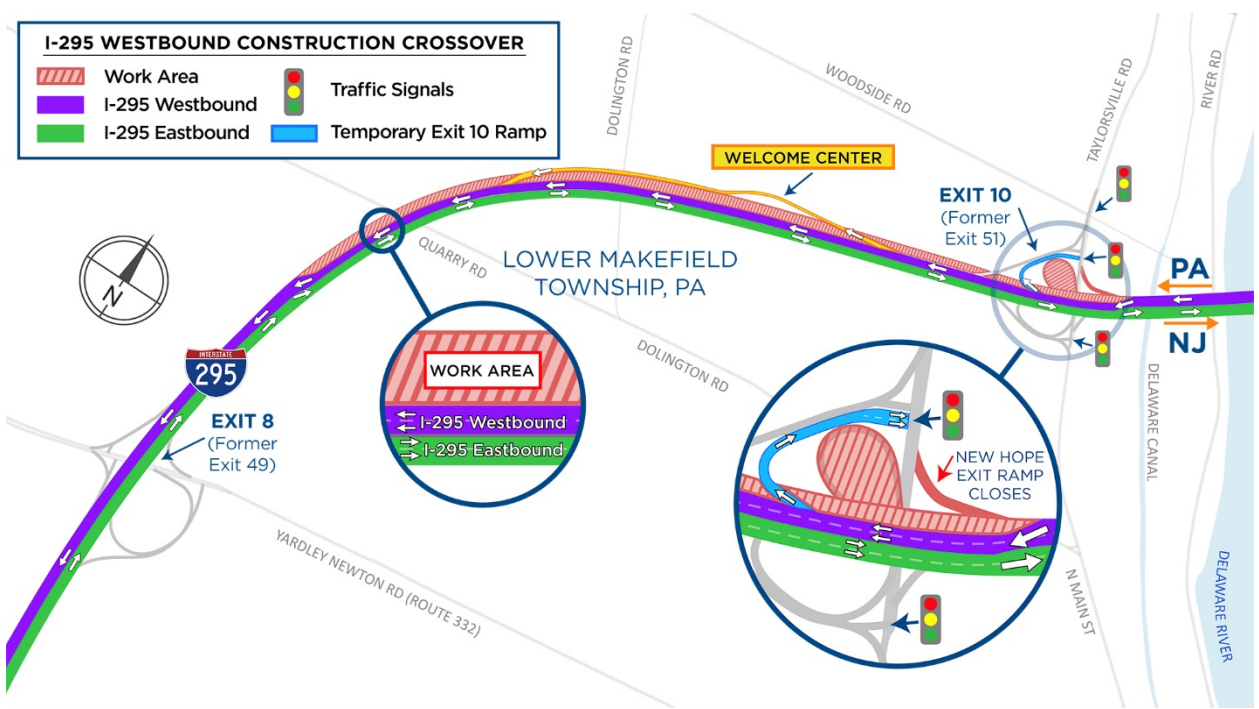 I-295 WESTBOUND CONSTRUCTION CROSSOVER
Work Area
I-295 Westbound
I-295 Eastbound
Traffic Signals
Temporary Exit 10 Ramp
DOLINGTON RD
WOODSIDE RD
TAYLORSVILLE RD
RIVER RD
WELCOME CENTER
EXIT 10
(Former
Exit 51)
PA
NJ
N
QUARRY RD
LOWER MAKEFIELD
TOWNSHIP, PA
DOLINGTON RD
INTERSTATE
295
EXIT 8
(Former
Exit 49)
WORK AREA
I-295 Westbound
I-295 Eastbound
NEW HOPE
EXIT RAMP
CLOSES
YARDLEY NEWTON RD (ROUTE 332)
N MAIN ST
DELAWARE CANAL
DELAWARE RIVER